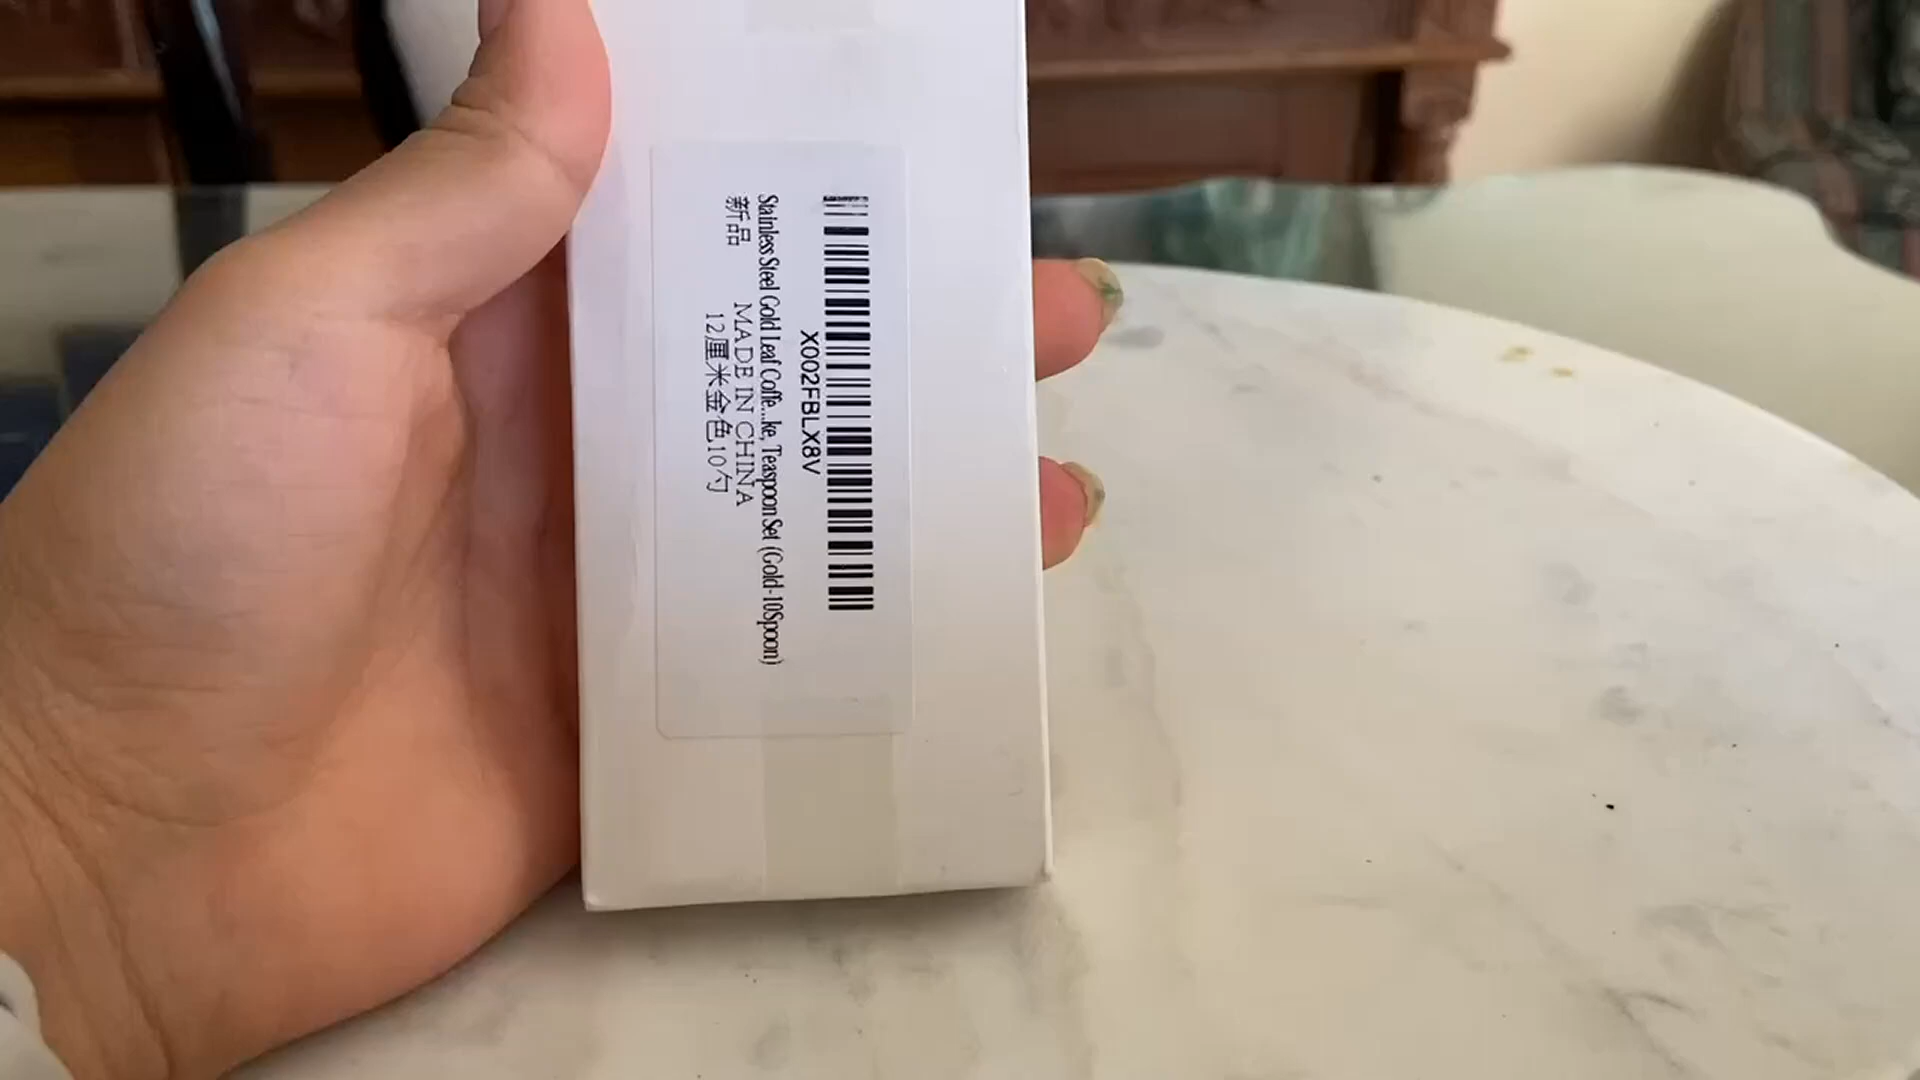 X002FBLX8V
Stainless Steel Gold Leaf Coffe...ke, Teaspoon Set (Gold-10Spoon)
新品
MADE IN CHINA
12厘米金色10勺